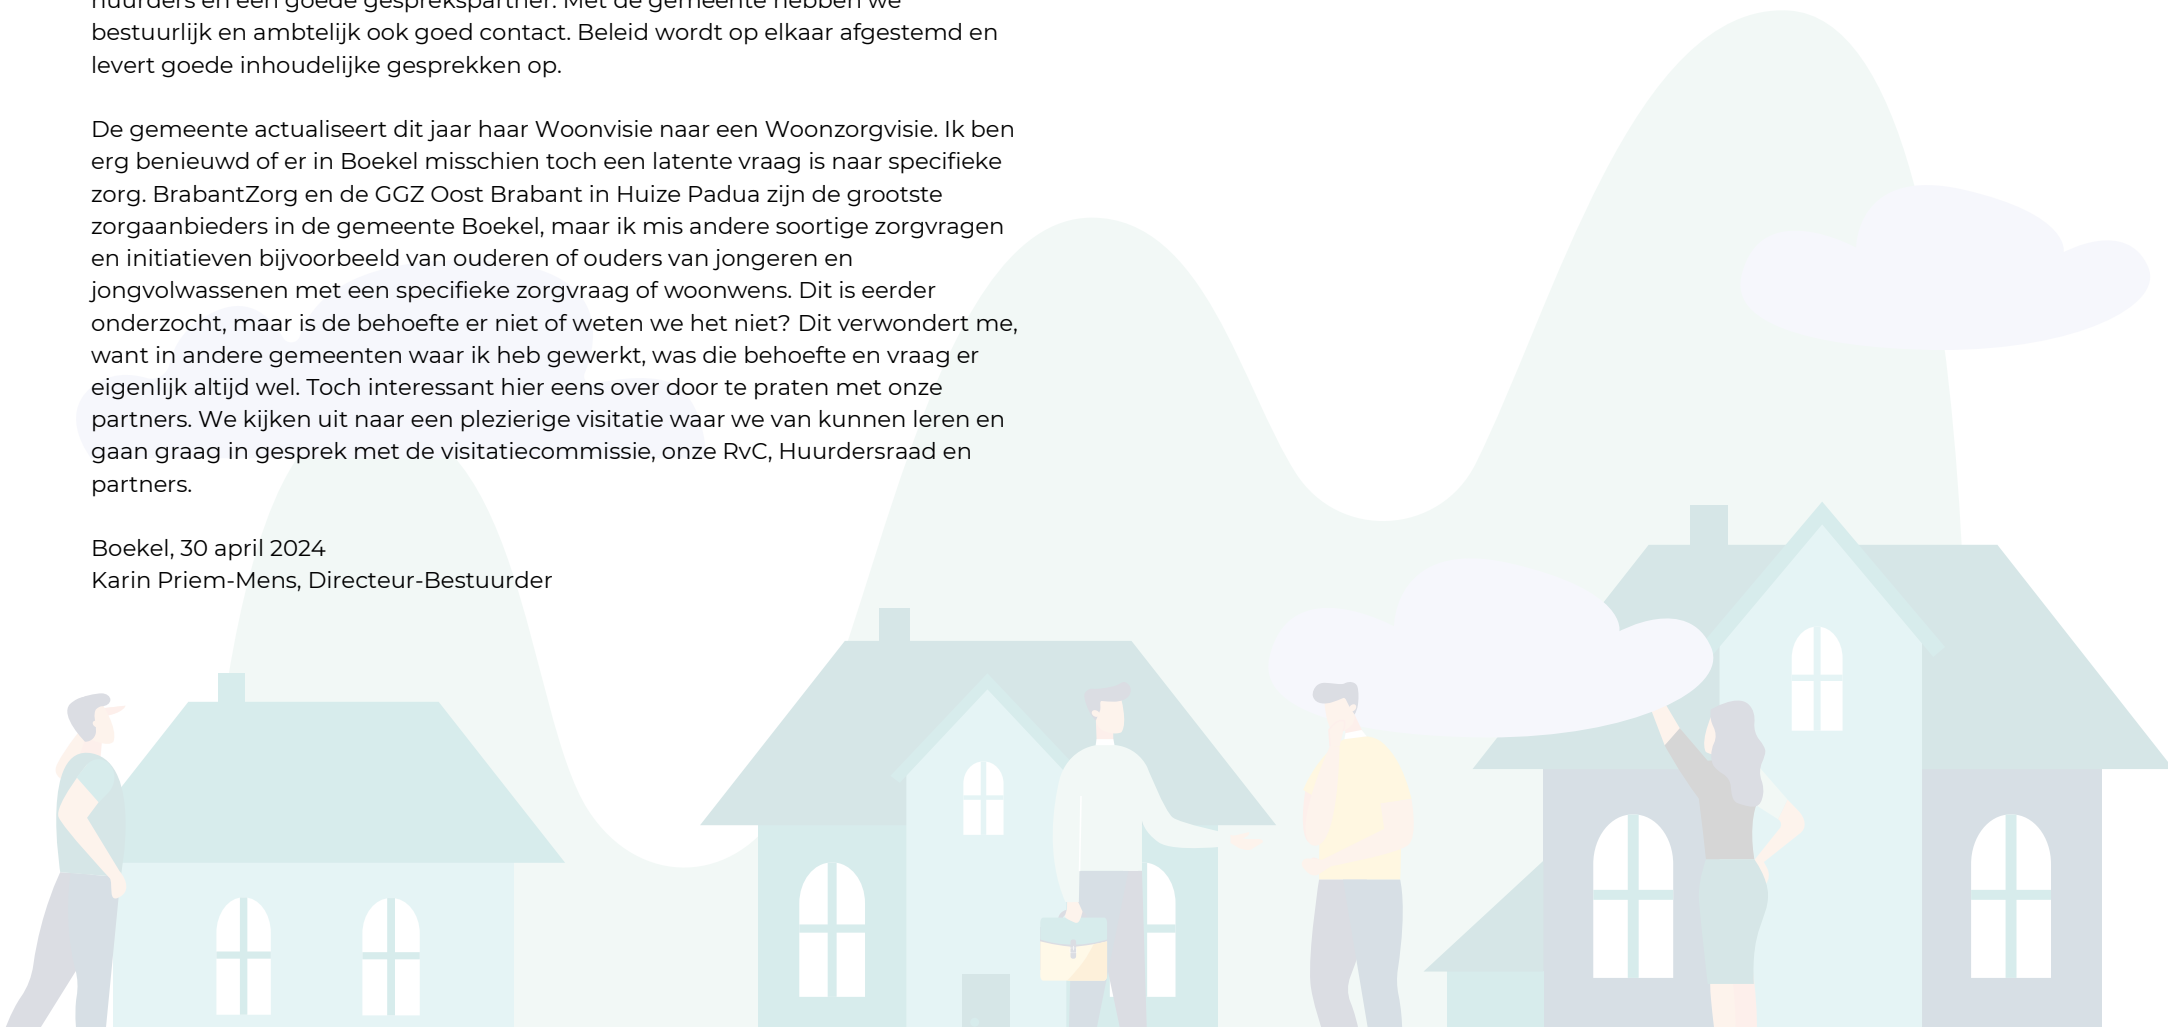 huurders en een goede gesprekspartner. Met de gemeente hebben we
bestuurlijk en ambtelijk ook goed contact. Beleid wordt op elkaar afgestemd en
levert goede inhoudelijke gesprekken op.
De gemeente actualiseert dit jaar haar Woonvisie naar een Woonzorgvisie. Ik ben
erg benieuwd of er in Boekel misschien toch een latente vraag is naar specifieke
zorg. BrabantZorg en de GGZ Oost Brabant in Huize Padua zijn de grootste
zorgaanbieders in de gemeente Boekel, maar ik mis andere soortige zorgvragen
en initiatieven bijvoorbeeld van ouderen of ouders van jongeren en
jongvolwassenen met een specifieke zorgvraag of woonwens. Dit is eerder
onderzocht, maar is de behoefte er niet of weten we het niet? Dit verwondert me,
want in andere gemeenten waar ik heb gewerkt, was die behoefte en vraag er
eigenlijk altijd wel. Toch interessant hier eens over door te praten met onze
partners. We kijken uit naar een plezierige visitatie waar we van kunnen leren en
gaan graag in gesprek met de visitatiecommissie, onze RvC, Huurdersraad en
partners.
Boekel, 30 april 2024
Karin Priem-Mens, Directeur-Bestuurder